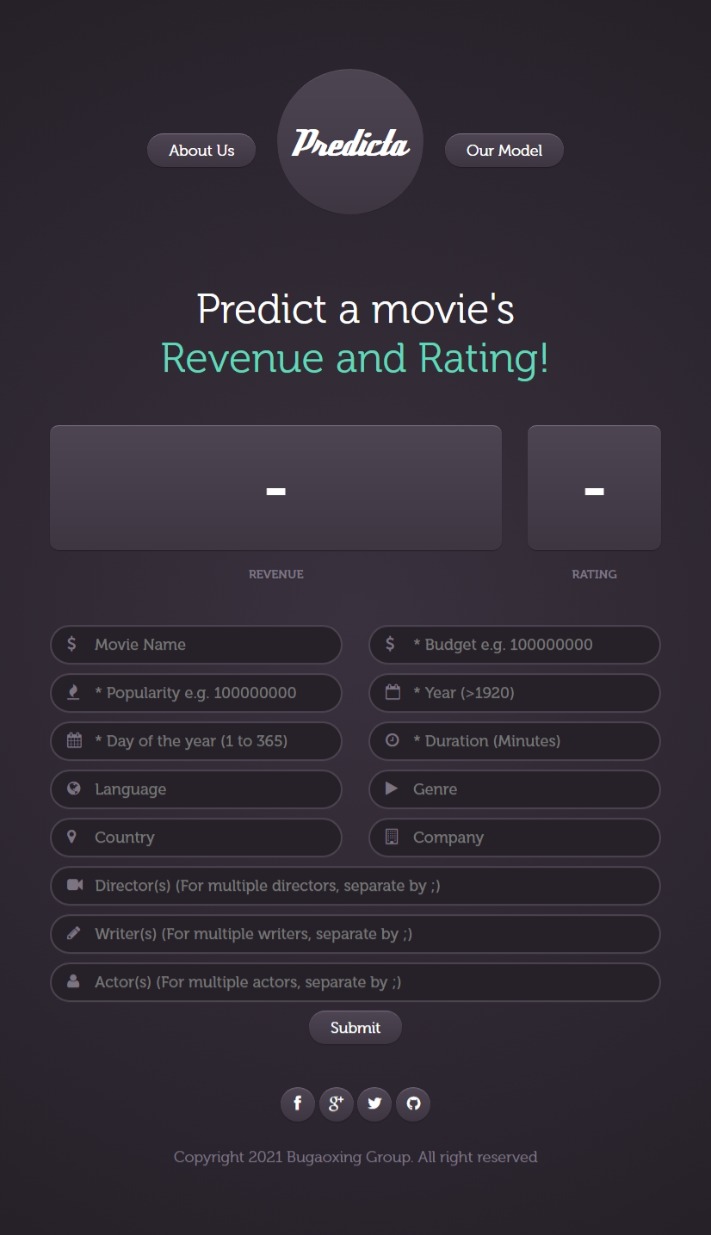 About Us
Predicta
Our Model
Predict a movie's
Revenue and Rating!
-
-
REVENUE
RATING
Movie Name
* Budget e.g. 100000000
* Popularity e.g. 100000000
* Year (>1920)
* Day of the year (1 to 365)
* Duration (Minutes)
Language
Genre
Country
Company
Director(s) (For multiple directors, separate by ;)
Writer(s) (For multiple writers, separate by ;)
Actor(s) (For multiple actors, separate by ;)
Submit
Copyright 2021 Bugaoxing Group. All right reserved